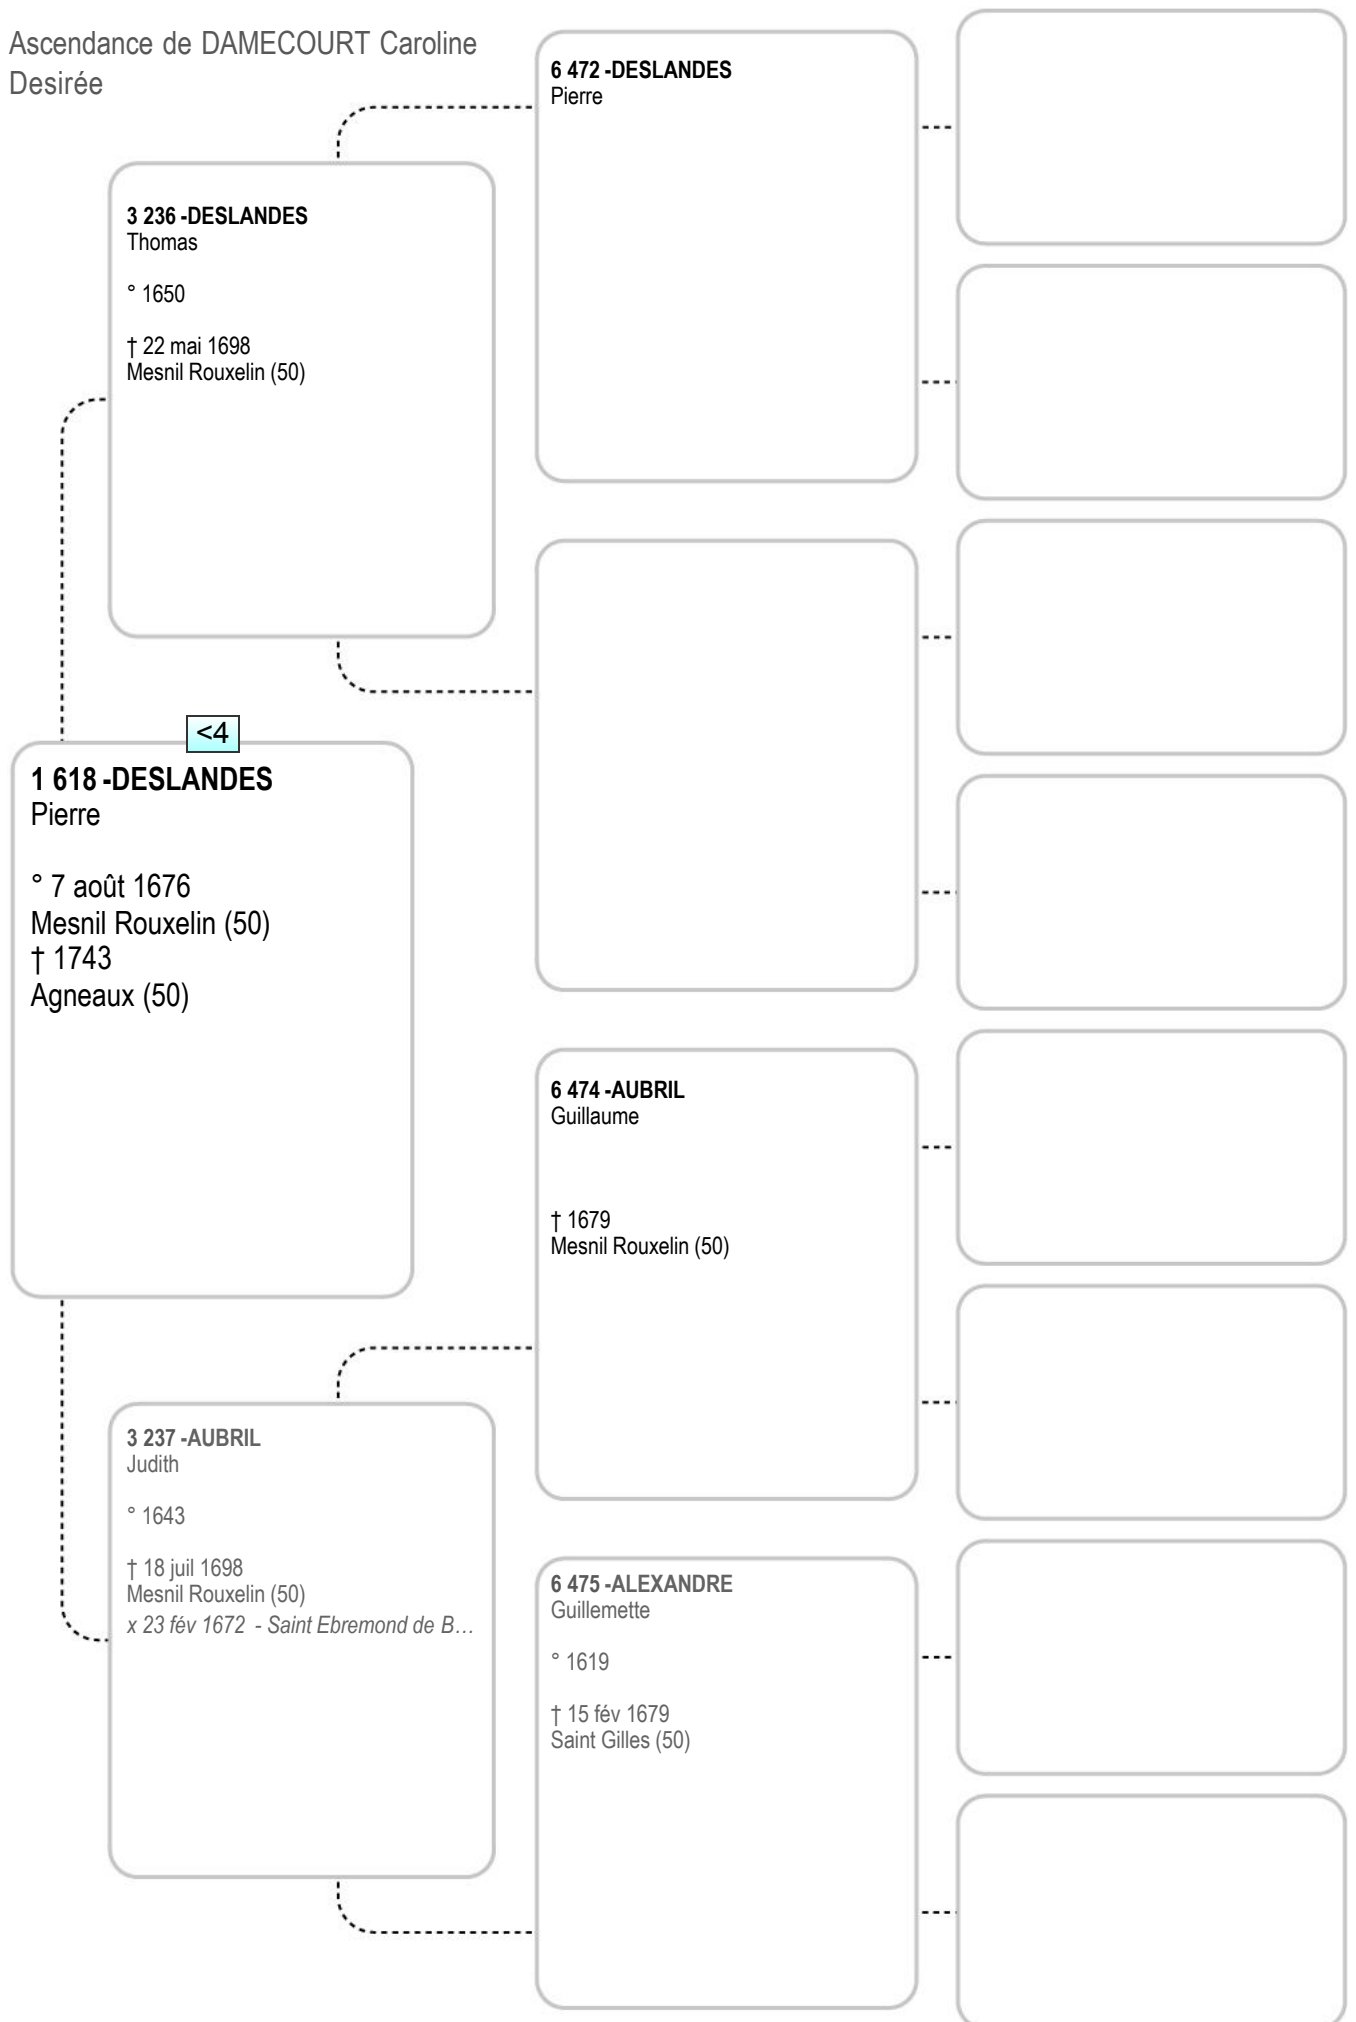 Ascendance de DAMECOURT Caroline
Desirée
6 472 -DESLANDES
Pierre
3 236 -DESLANDES
Thomas
° 1650
† 22 mai 1698
Mesnil Rouxelin (50)
<4
1 618 -DESLANDES
Pierre
° 7 août 1676
Mesnil Rouxelin (50)
† 1743
Agneaux (50)
6 474 -AUBRIL
Guillaume
† 1679
Mesnil Rouxelin (50)
3 237 -AUBRIL
Judith
° 1643
† 18 juil 1698
Mesnil Rouxelin (50)
x 23 fév 1672 - Saint Ebremond de B…
6 475 -ALEXANDRE
Guillemette
° 1619
† 15 fév 1679
Saint Gilles (50)